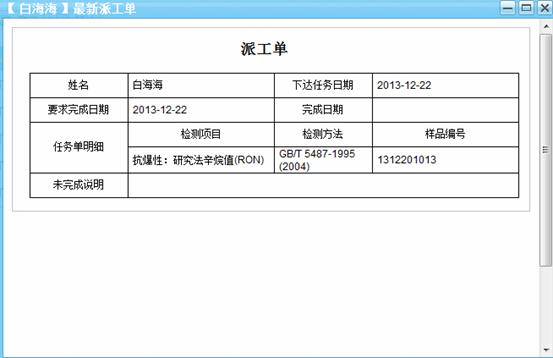 【 白海海 】最新派工单
派工单
姓名 白海海 下达任务日期 2013-12-22
要求完成日期 2013-12-22 完成日期
任务单明细 检测项目 检测方法 样品编号
抗爆性：研究法辛烷值(RON) GB/T 5487-1995 (2004) 1312201013
未完成说明